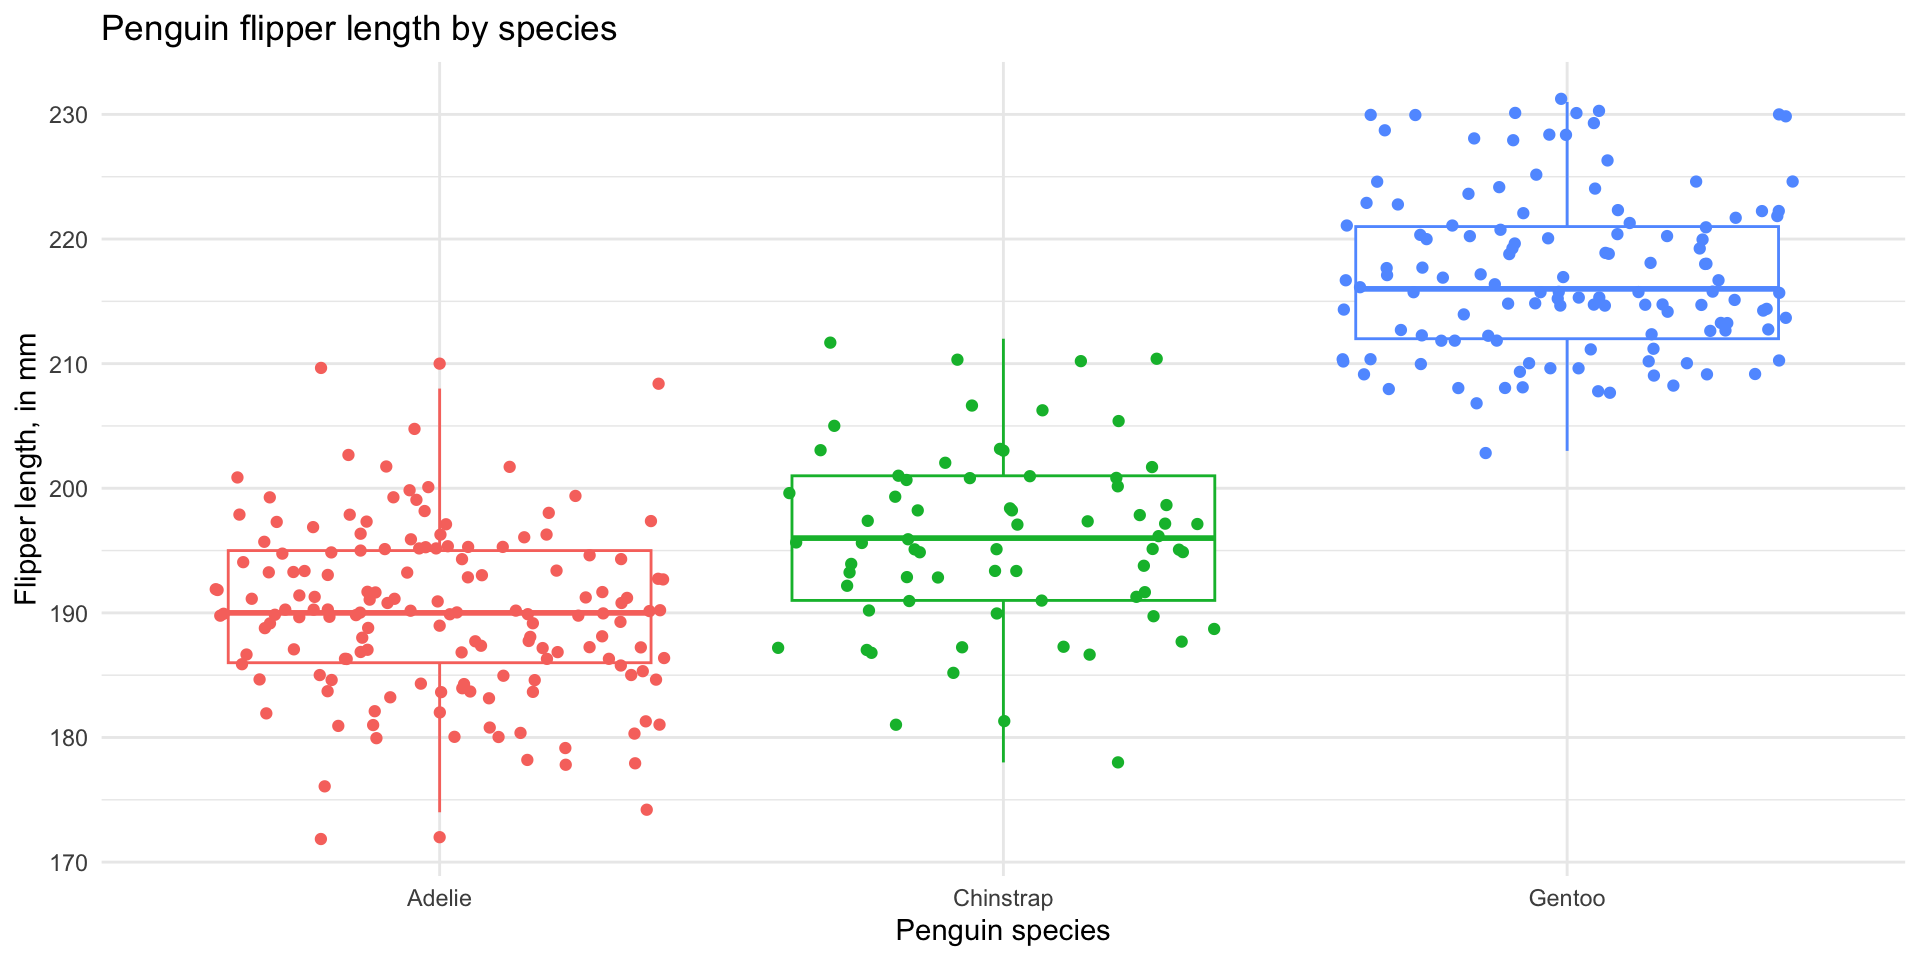 Penguin flipper length by species
Flipper length, in mm
230
220
210
200
190
180
170
Adelie
Chinstrap
Gentoo
Penguin species